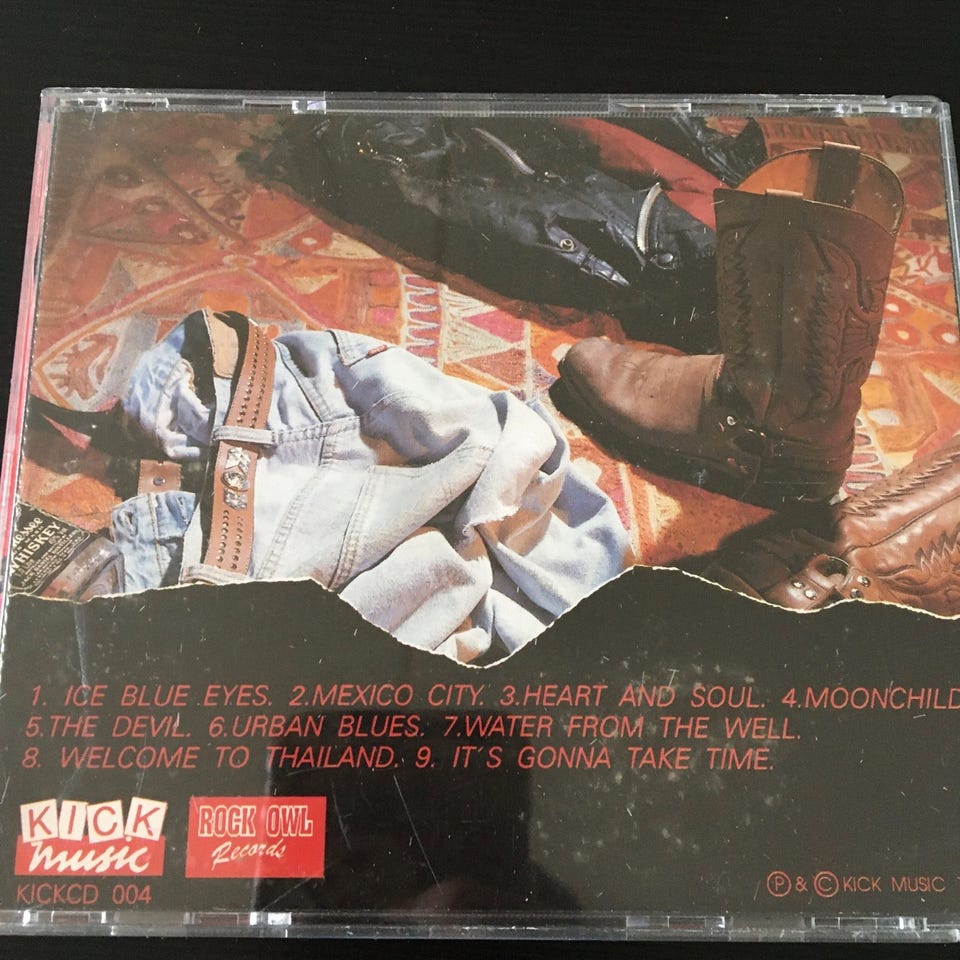 WHISKEY
1. ICE BLUE EYES. 2.MEXICO CITY. 3.HEART AND SOUL. 4.MOONCHILD
5.THE DEVIL. 6.URBAN BLUES. 7.WATER FROM THE WELL.
8. WELCOME TO THAILAND. 9. IT´S GONNA TAKE TIME.
KICK
music
ROCK OWL
Records
KICKCD 004
Ⓟ & © KICK MUSIC